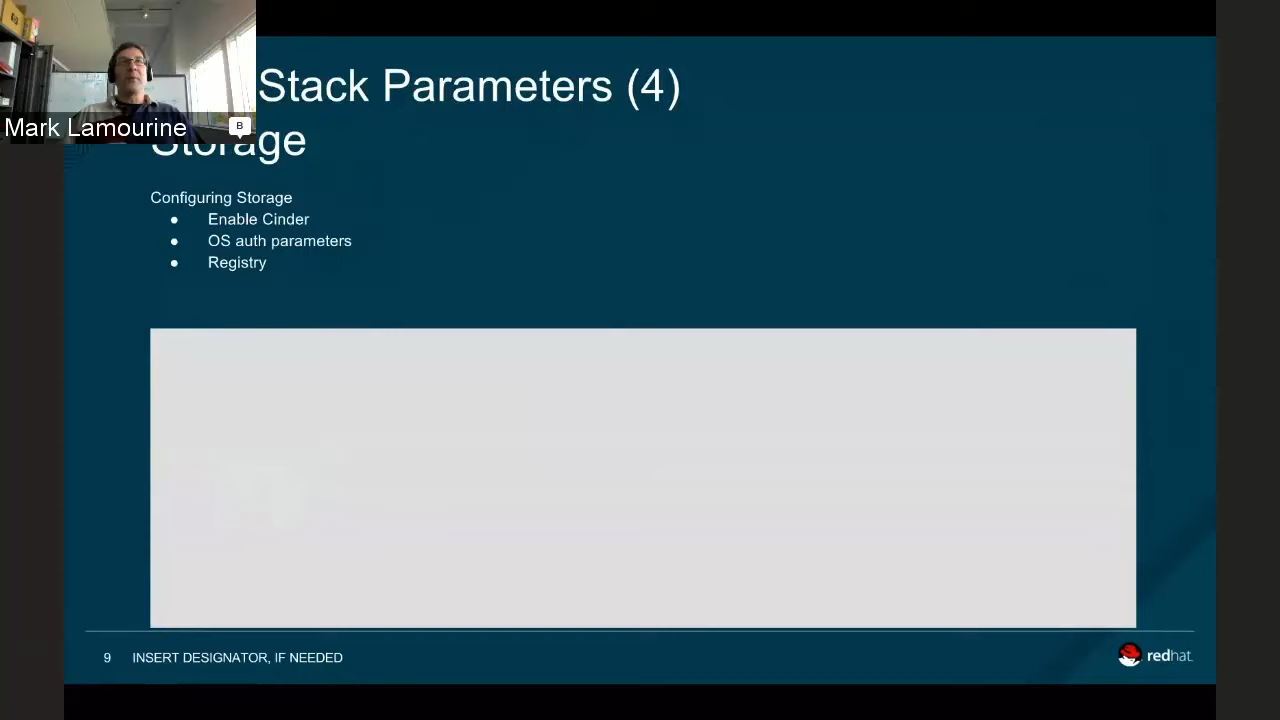 Stack Parameters (4)
Mark Lamourine
B
Storage
Configuring Storage
● Enable Cinder
● OS auth parameters
● Registry
9 INSERT DESIGNATOR, IF NEEDED
redhat.